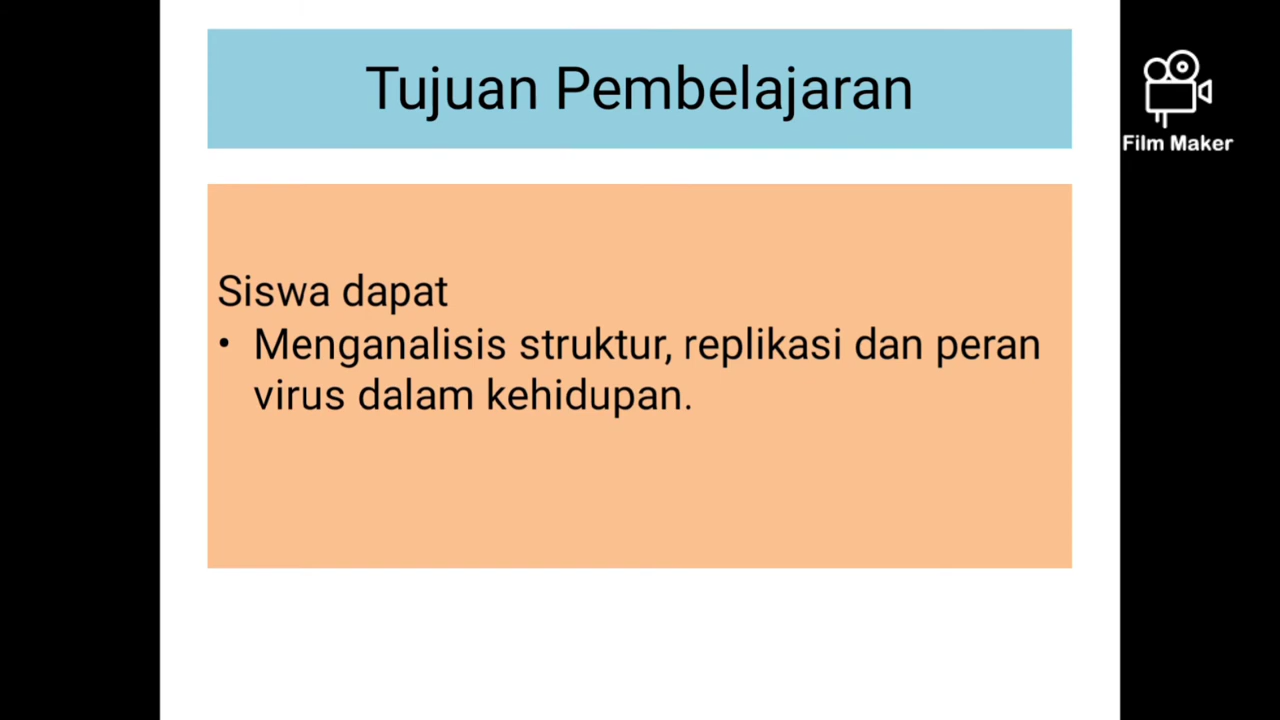 Tujuan Pembelajaran
Film Maker
Siswa dapat
• Menganalisis struktur, replikasi dan peran
virus dalam kehidupan.